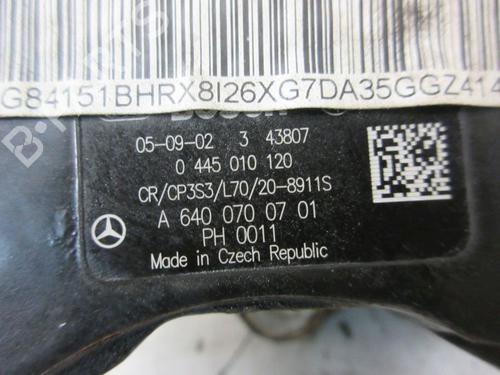 G84151BHRX8I26XG7DA35GGZ414
BOSCH
05-09-02 3 43807
0 445 010 120
CR/CP3S3/L70/20-8911S
A 640 070 07 01
PH 0011
Made in Czech Republic